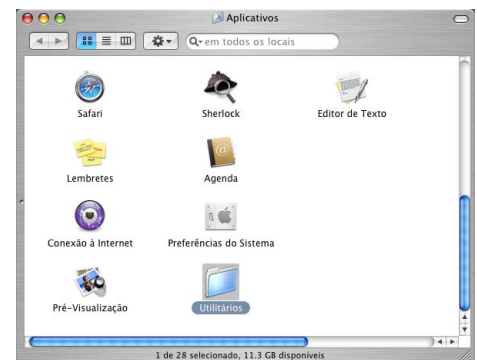 Aplicativos
em todos os locais
Safari
Sherlock
Editor de Texto
Lembretes
Agenda
Conexão à Internet
Preferências do Sistema
Pré-Visualização
Utilitários
1 de 28 selecionado, 11.3 GB disponíveis